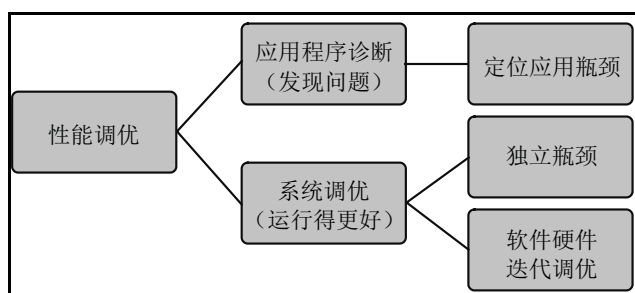 性能调优
应用程序诊断
（发现问题）
定位应用瓶颈
系统调优
（运行得更好）
独立瓶颈
软件硬件
迭代调优